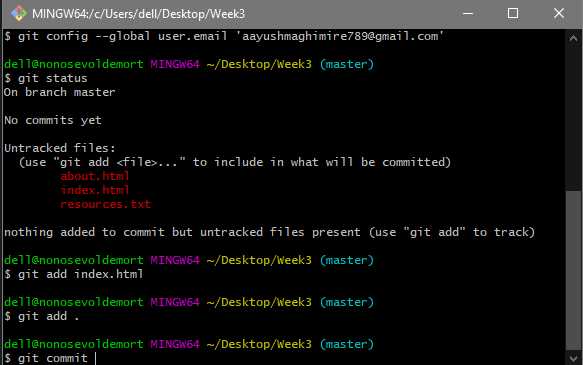 MINGW64:/c/Users/dell/Desktop/Week3
$ git config --global user.email 'aayushmaghimire789@gmail.com'
dell@nonosevoldemort MINGW64 ~/Desktop/Week3 (master)
$ git status
On branch master
No commits yet
Untracked files:
(use "git add <file>..." to include in what will be committed)
about.html
index.html
resources.txt
nothing added to commit but untracked files present (use "git add" to track)
dell@nonosevoldemort MINGW64 ~/Desktop/Week3 (master)
$ git add index.html
dell@nonosevoldemort MINGW64 ~/Desktop/Week3 (master)
$ git add .
dell@nonosevoldemort MINGW64 ~/Desktop/Week3 (master)
$ git commit